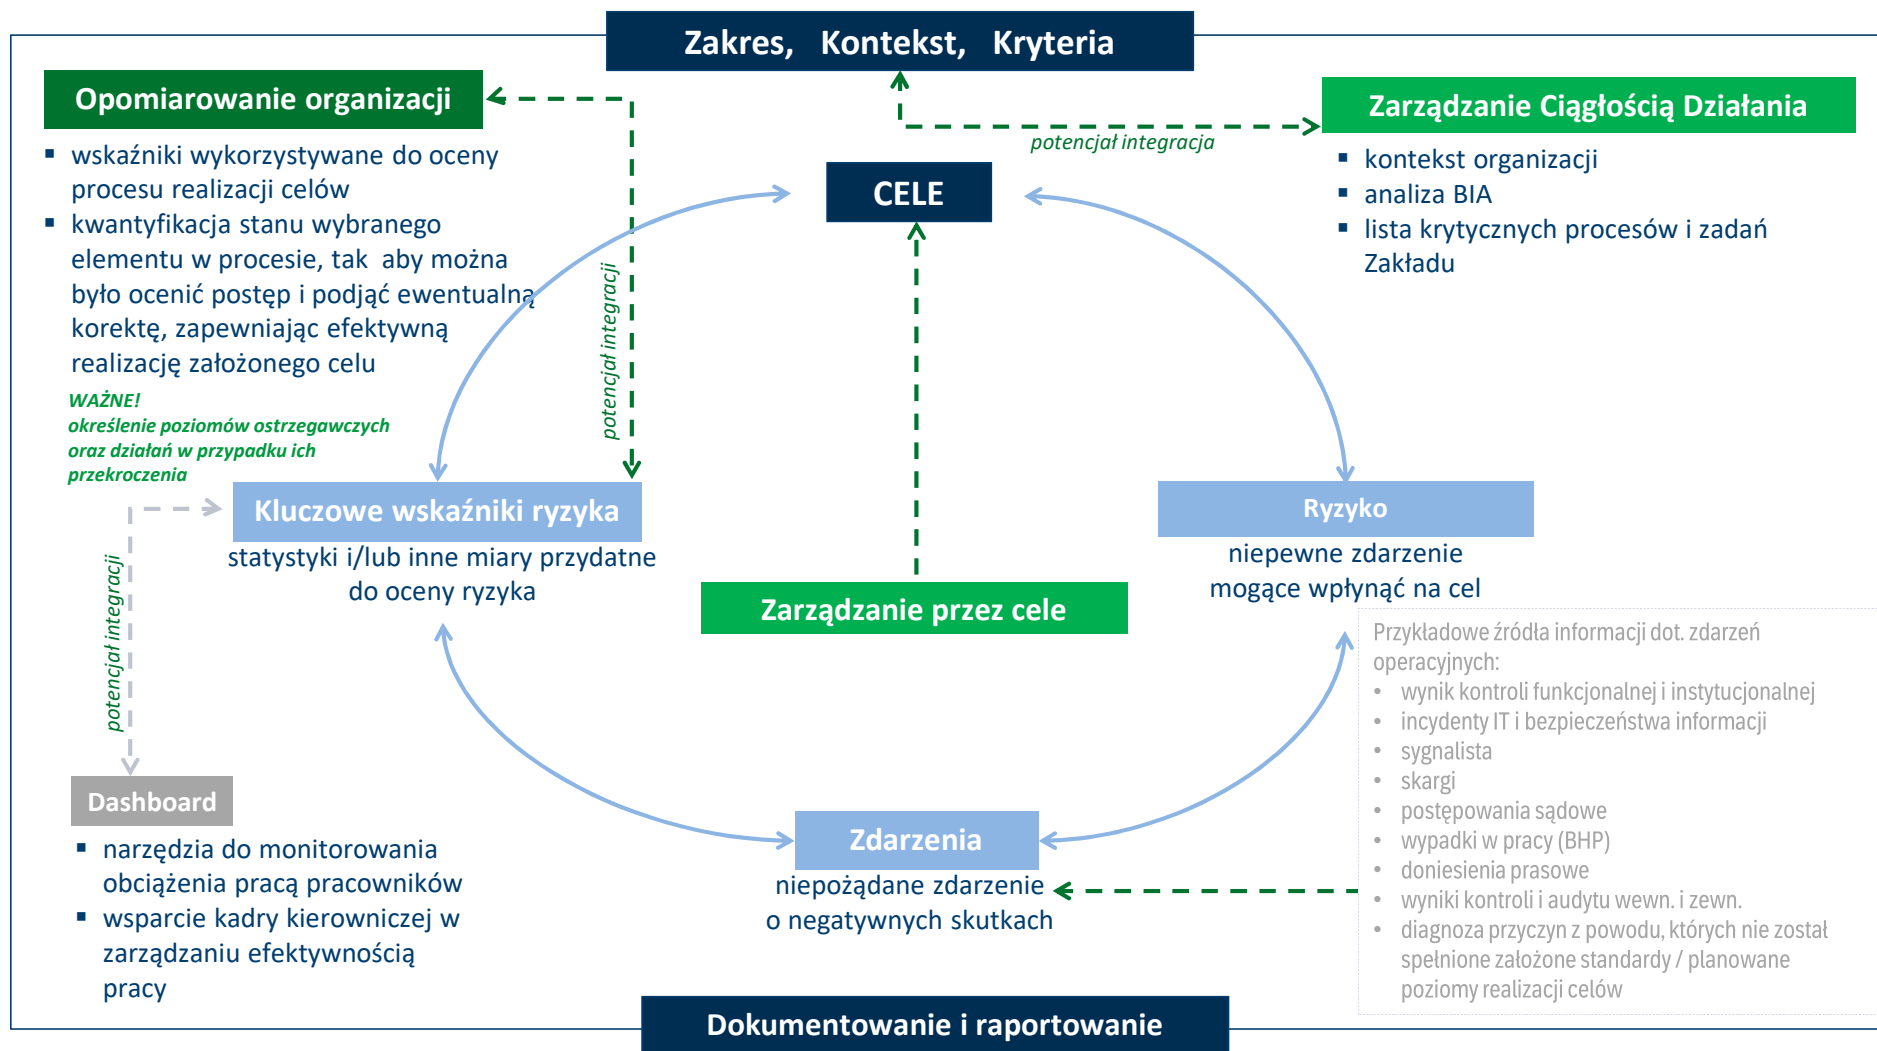 Zakres, Kontekst, Kryteria
Opomiarowanie organizacji
wskaźniki wykorzystywane do oceny
procesu realizacji celów
kwantyfikacja stanu wybranego
elementu w procesie, tak aby można
było ocenić postęp i podjąć ewentualną
korektę, zapewniając efektywną
realizację założonego celu
WAŻNE!
określenie poziomów ostrzegawczych
oraz działań w przypadku ich
przekroczenia
potencjał integracji
potencjał integracja
Zarządzanie Ciągłością Działania
kontekst organizacji
analiza BIA
lista krytycznych procesów i zadań
Zakładu
CELE
Kluczowe wskaźniki ryzyka
statystyki i/lub inne miary przydatne
do oceny ryzyka
Ryzyko
niepewne zdarzenie
mogące wpłynąć na cel
Zarządzanie przez cele
potencjał integracji
Dashboard
narzędzia do monitorowania
obciążenia pracą pracowników
wsparcie kadry kierowniczej w
zarządzaniu efektywnością
pracy
Zdarzenia
niepożądane zdarzenie
o negatywnych skutkach
Przykładowe źródła informacji dot. zdarzeń
operacyjnych:
• wynik kontroli funkcjonalnej i instytucjonalnej
• incydenty IT i bezpieczeństwa informacji
• sygnalista
• skargi
• postępowania sądowe
• wypadki w pracy (BHP)
• doniesienia prasowe
• wyniki kontroli i audytu wewn. i zewn.
• diagnoza przyczyn z powodu, których nie został
spełnione założone standardy / planowane
poziomy realizacji celów
Dokumentowanie i raportowanie